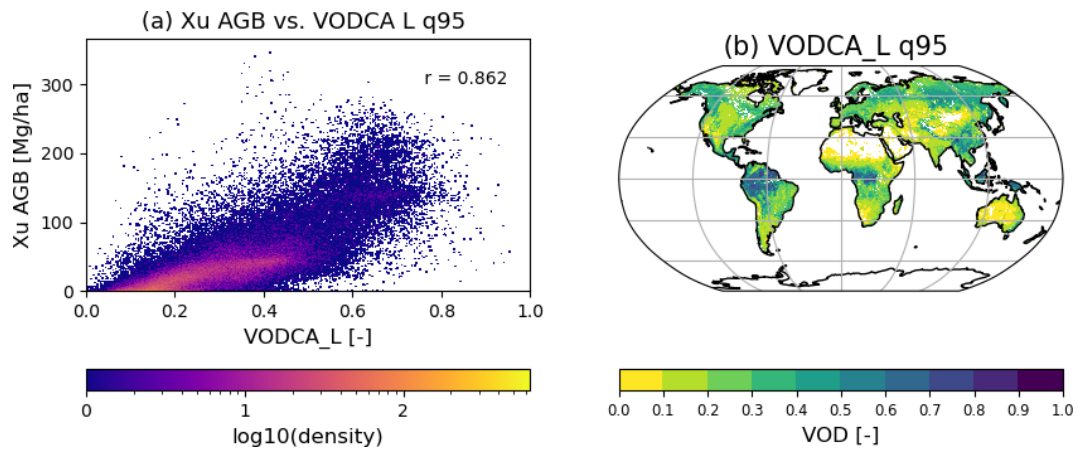 (a) Xu AGB vs. VODCA L q95
Xu AGB [Mg/ha]
300
200
100
0
r = 0.862
0.0 0.2 0.4 0.6 0.8 1.0
VODCA_L [-]
0 1 2
log10(density)
(b) VODCA_L q95
0.0 0.1 0.2 0.3 0.4 0.5 0.6 0.7 0.8 0.9 1.0
VOD [-]